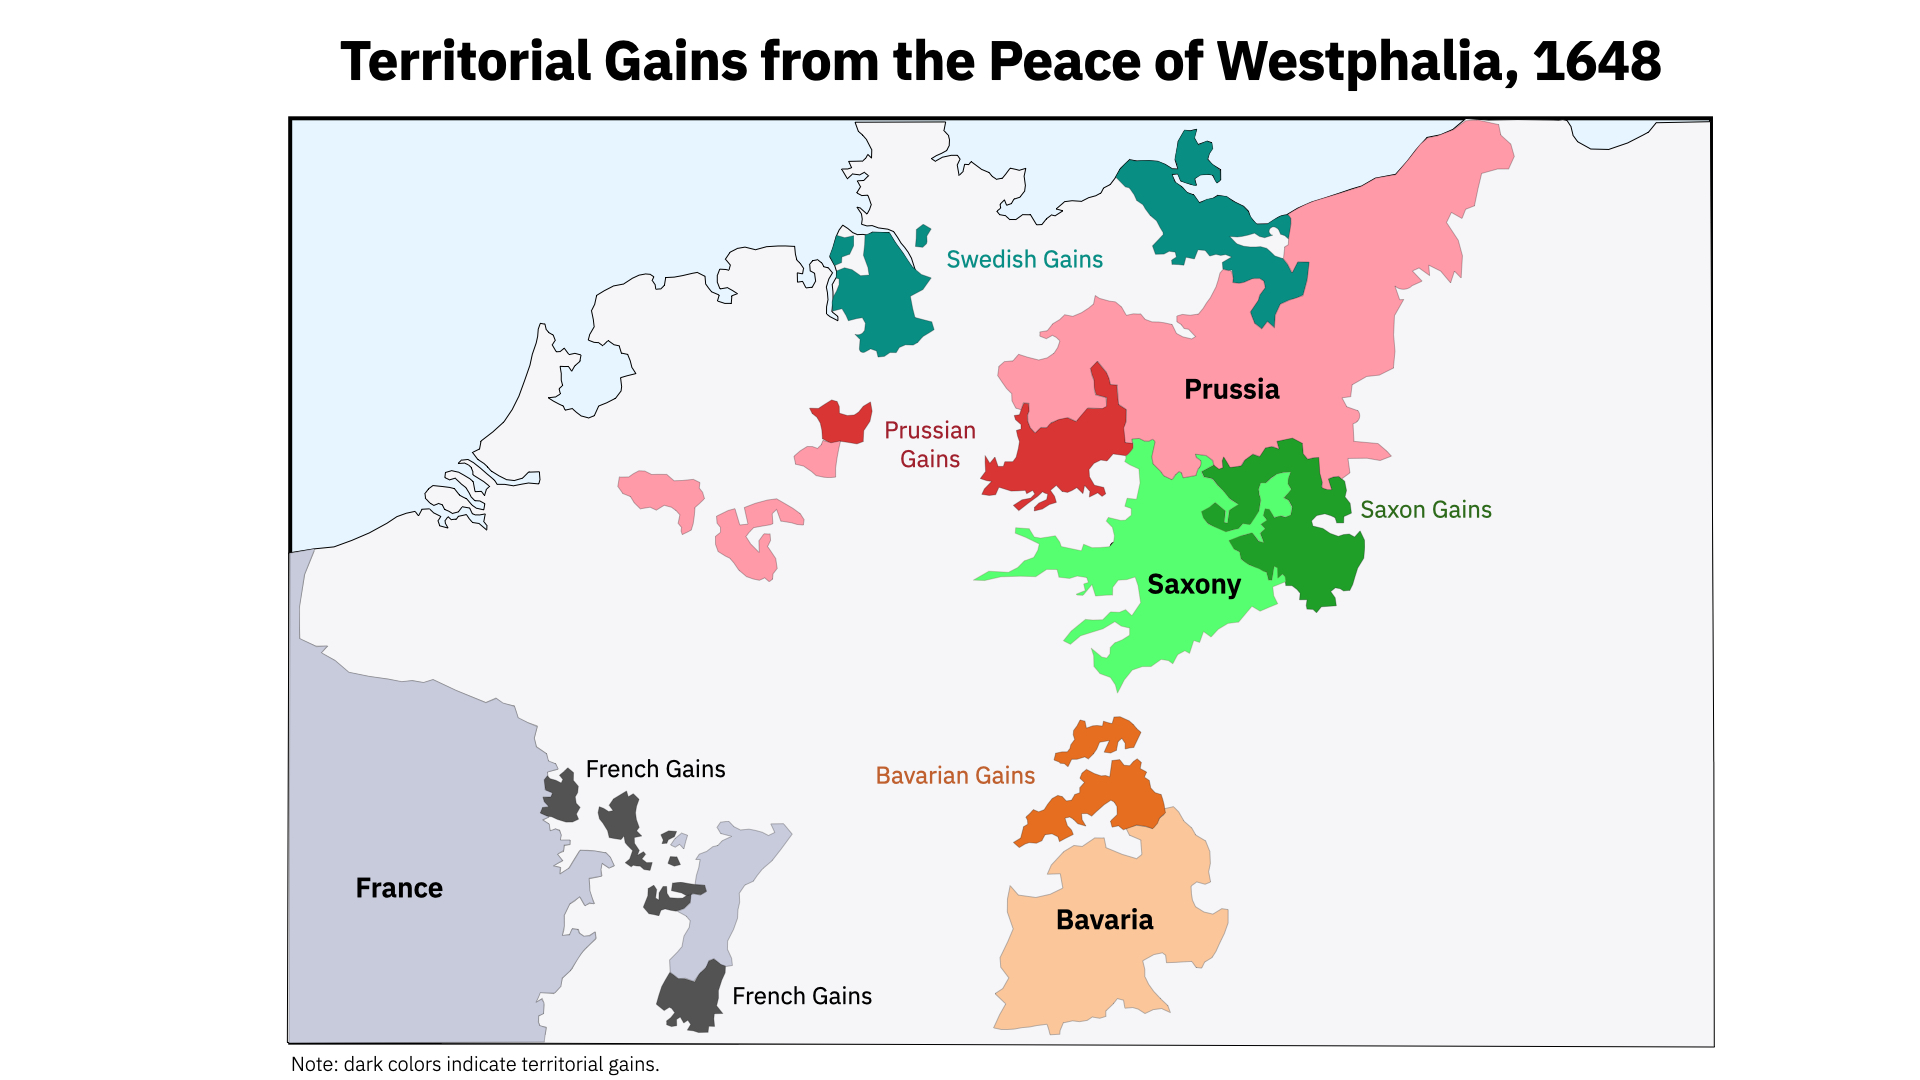 Territorial Gains from the Peace of Westphalia, 1648
Swedish Gains
Prussia
Prussian
Gains
Saxon Gains
Saxony
French Gains
Bavarian Gains
France
Bavaria
French Gains
Note: dark colors indicate territorial gains.